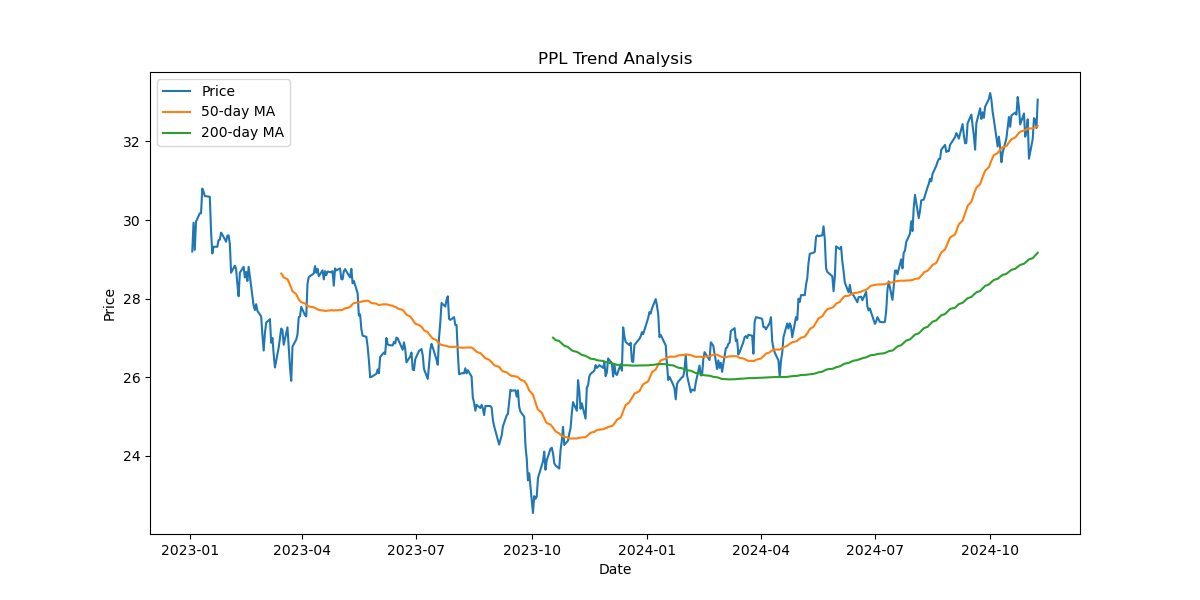 PPL Trend Analysis
Price
50-day MA
200-day MA
32
30
28
26
24
Price
2023-01
2023-04
2023-07
2023-10
2024-01
2024-04
2024-07
2024-10
Date